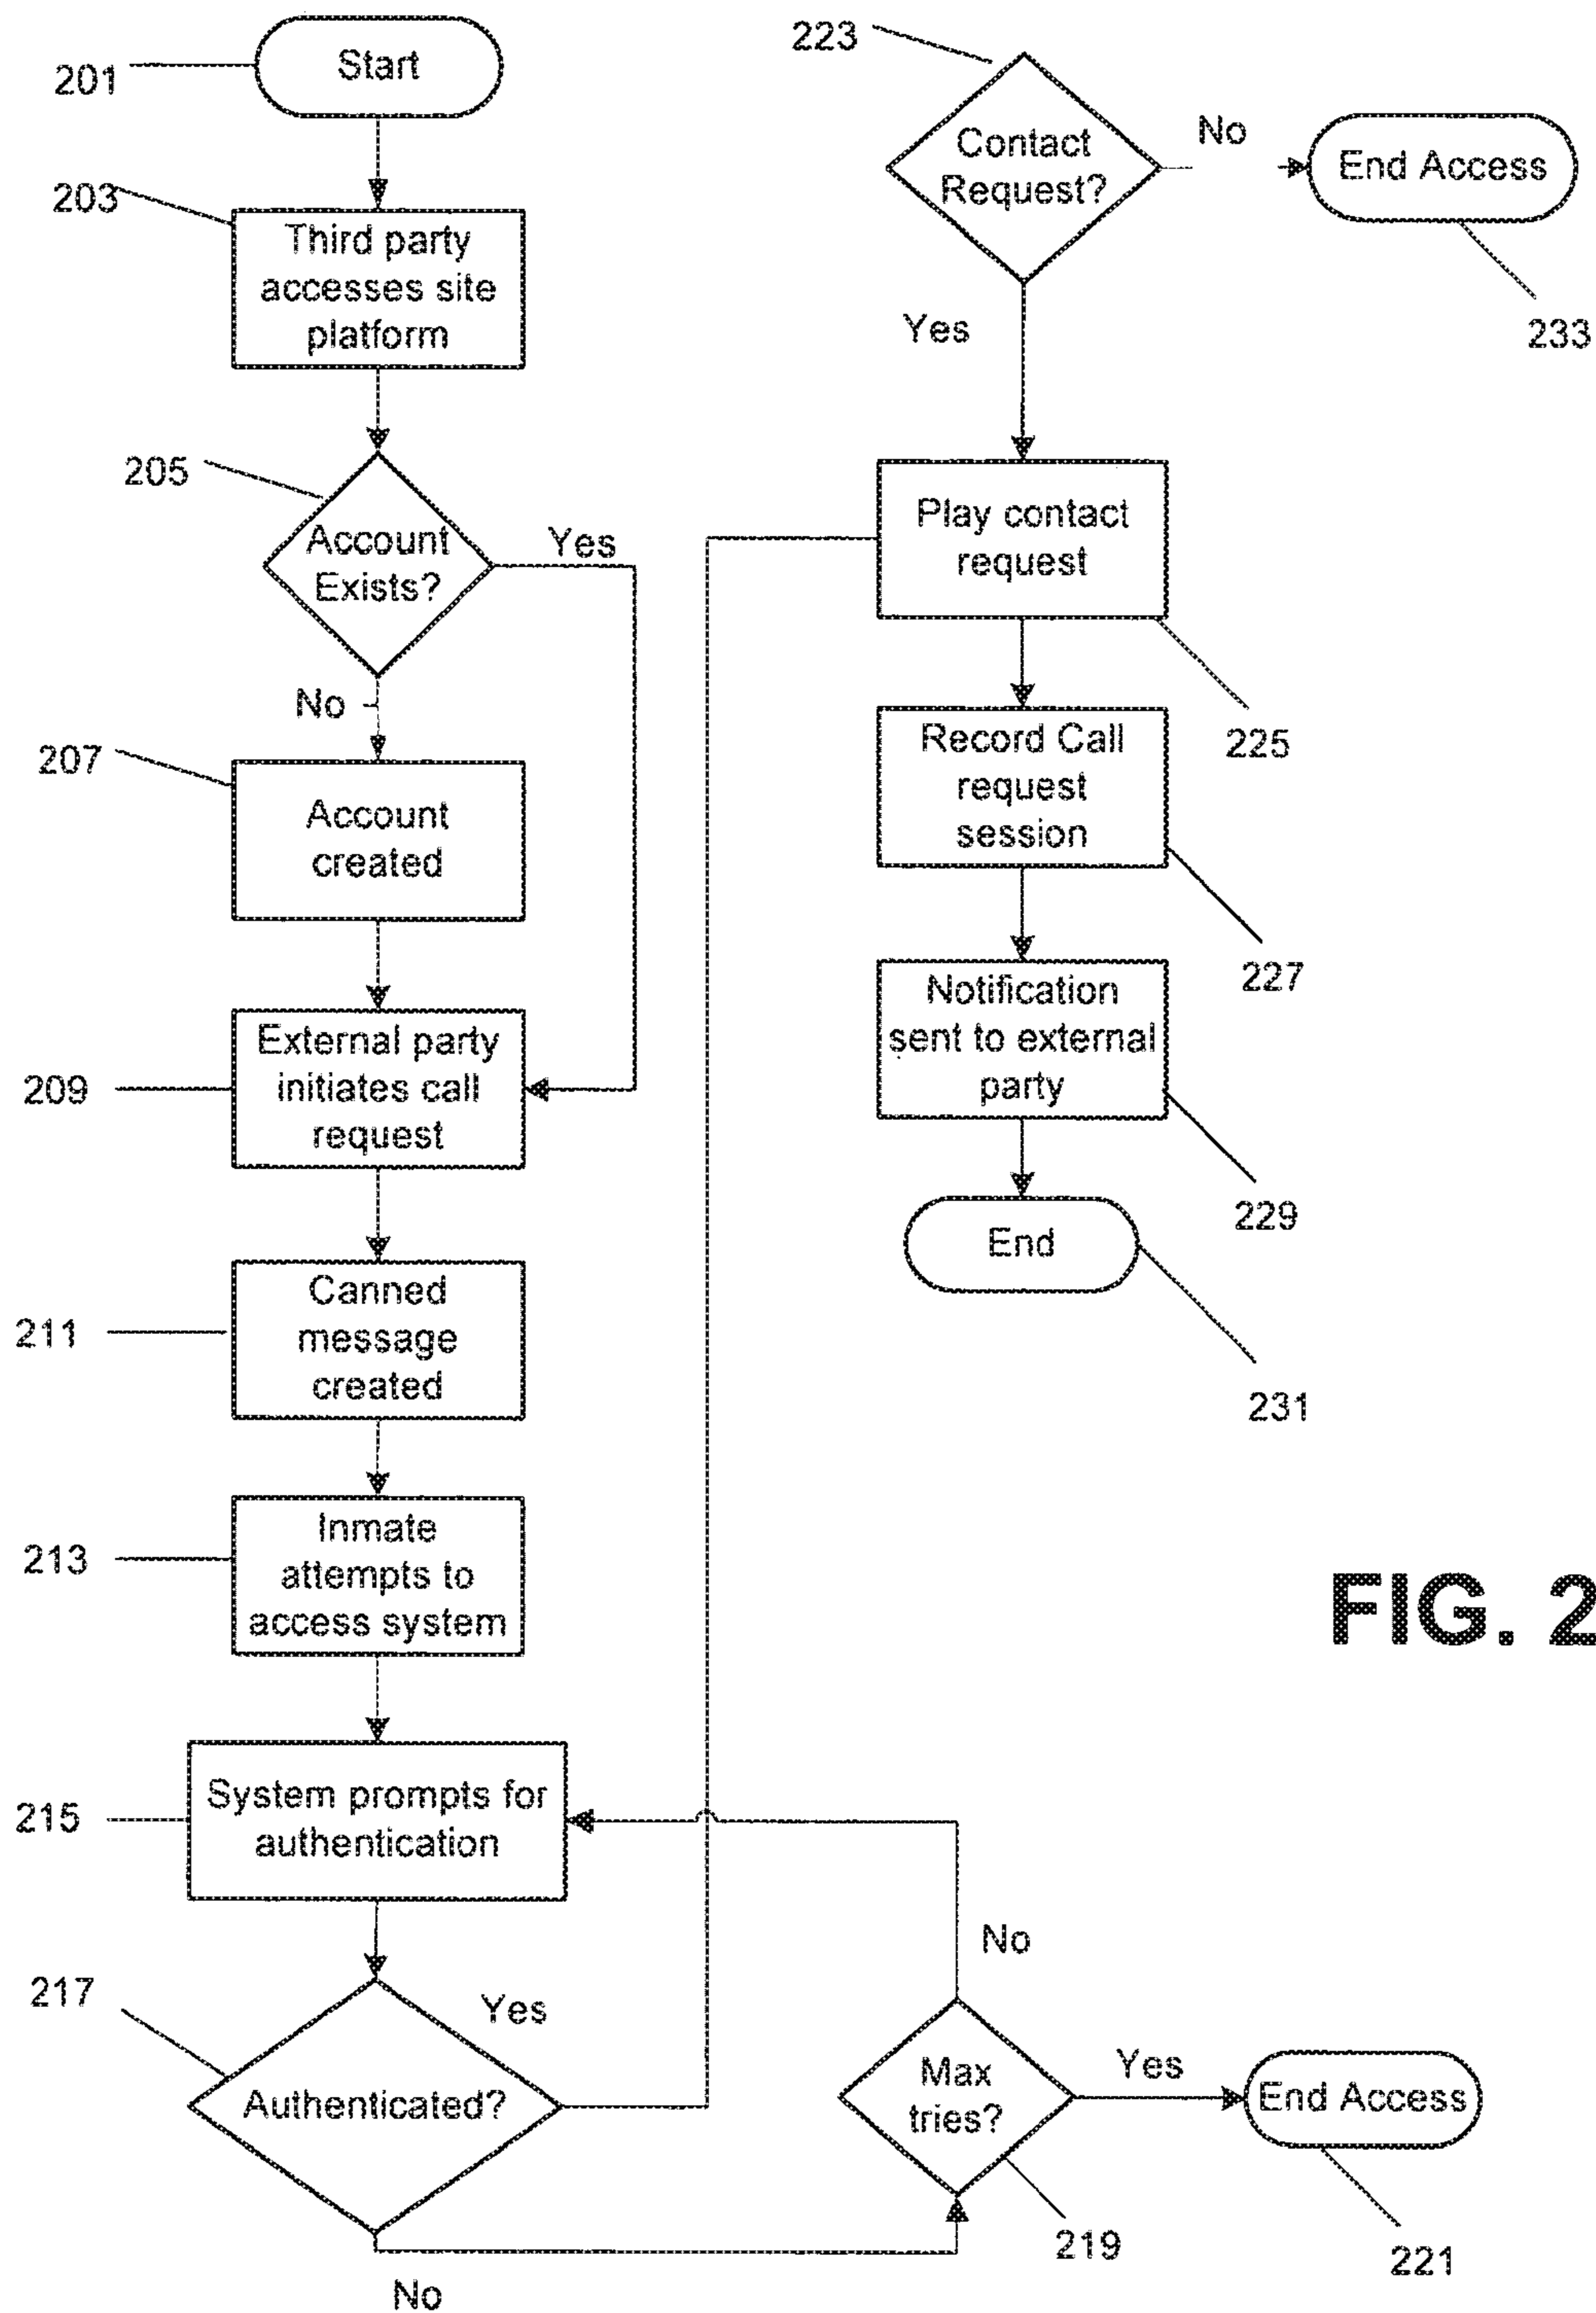 201
Start
203
Third party
accesses site
platform
205
Account
Exists?
Yes
No
207
Account
created
209
External party
initiates call
request
211
Canned
message
created
213
Inmate
attempts to
access system
215
System prompts for
authentication
217
Authenticated?
Yes
No
Max
tries?
219
No
Yes
End Access
221
223
Contact
Request?
No
End Access
233
Yes
Play contact
request
225
Record Call
request
session
227
Notification
sent to external
party
229
End
231
FIG. 2